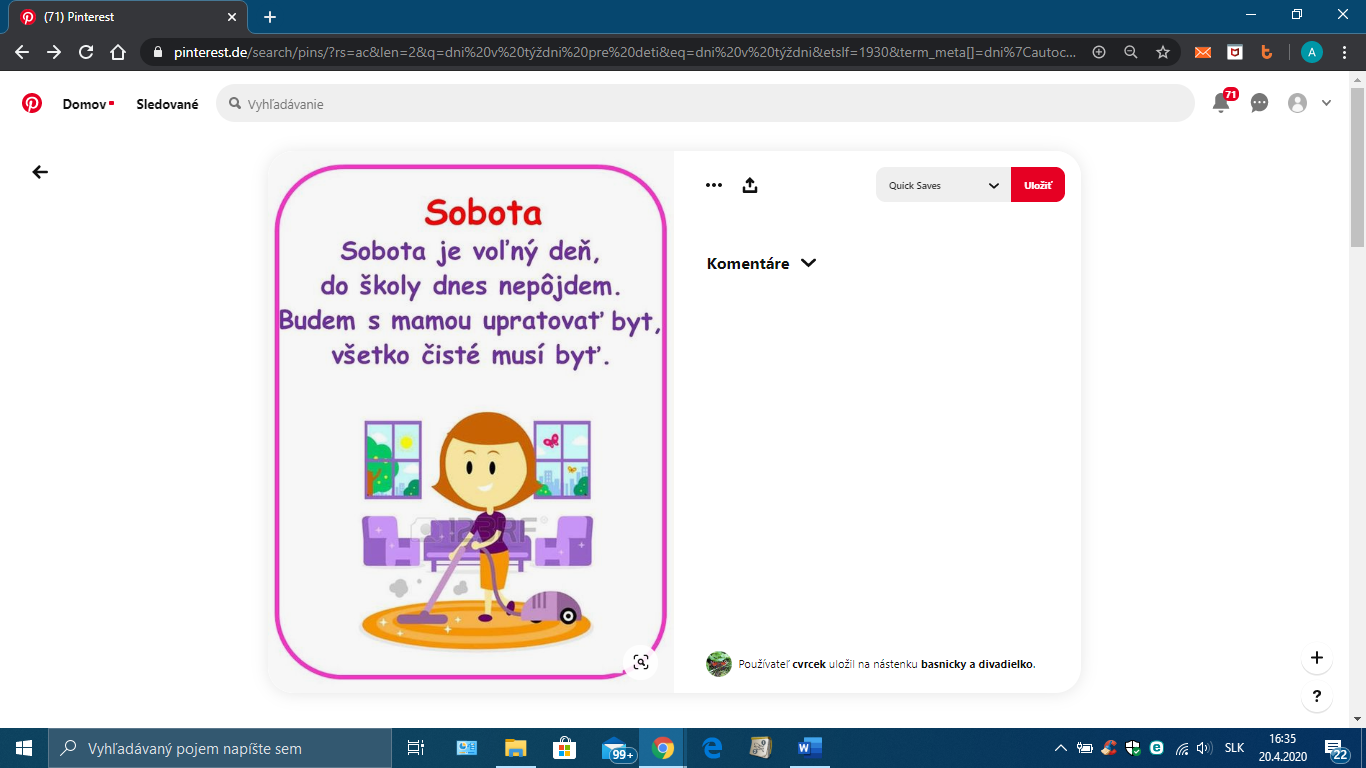 (71) Pinterest
pinterest.de/search/pins/?rs=ac&len=2&q=dni%20v%20týždni%20pre%20deti&eq=dni%20v%20týždni&etslf=1930&term_meta[]=dni%7Cautoc...
A
Domov
Sledované
Vyhľadávanie
71
Sobota
Sobota je voľný deň,
do školy dnes nepôjdem.
Budem s mamou upratovať byt,
všetko čisté musí byť.
123RF
Quick Saves
Uložiť
Komentáre
Používateľ cvrcek uložil na nástenku basnicky a divadielko.
+
?
Vyhľadávaný pojem napíšte sem
99+
SLK
16:35
20.4.2020
22